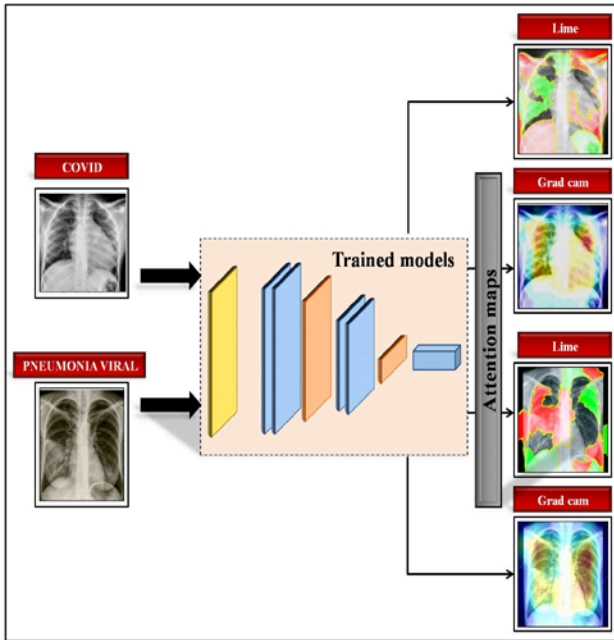 Lime
COVID
Grad cam
Trained models
Attention maps
PNEUMONIA VIRAL
Lime
Grad cam